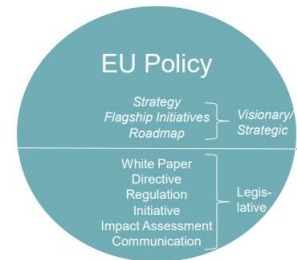 EU Policy
Strategy
Flagship Initiatives
Roadmap
Visionary/
Strategic
White Paper
Directive
Regulation
Initiative
Impact Assessment
Communication
Legis-
lative